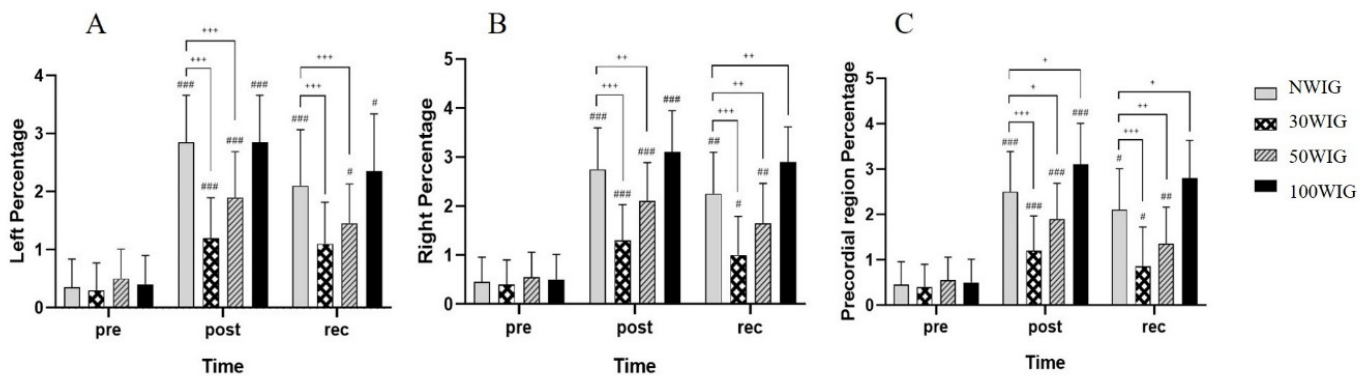 A
Left Percentage
4
3
2
1
0
+++
+++
+++
+++
###
###
###
###
###
#
#
pre
post
rec
Time
B
Right Percentage
5
4
3
2
1
0
++
+++
###
###
###
###
++
++
+++
##
#
##
pre
post
rec
Time
C
Precordial region Percentage
5
4
3
2
1
0
+
+
+++
###
###
###
###
+
++
+++
#
#
##
pre
post
rec
Time
NWIG
30WIG
50WIG
100WIG